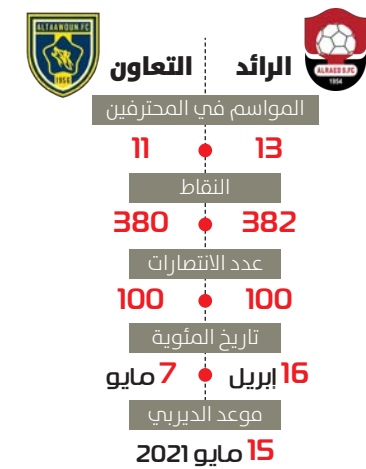 ALTAAWOUN FC
1956
ALRAED S.FC
1954
الرائد التعاون
المواسم في المحترفين
13 11
النقاط
382 380
عدد الانتصارات
100 100
تاريخ المئوية
16 إبريل 7 مايو
موعد الديربي
15 مايو 2021